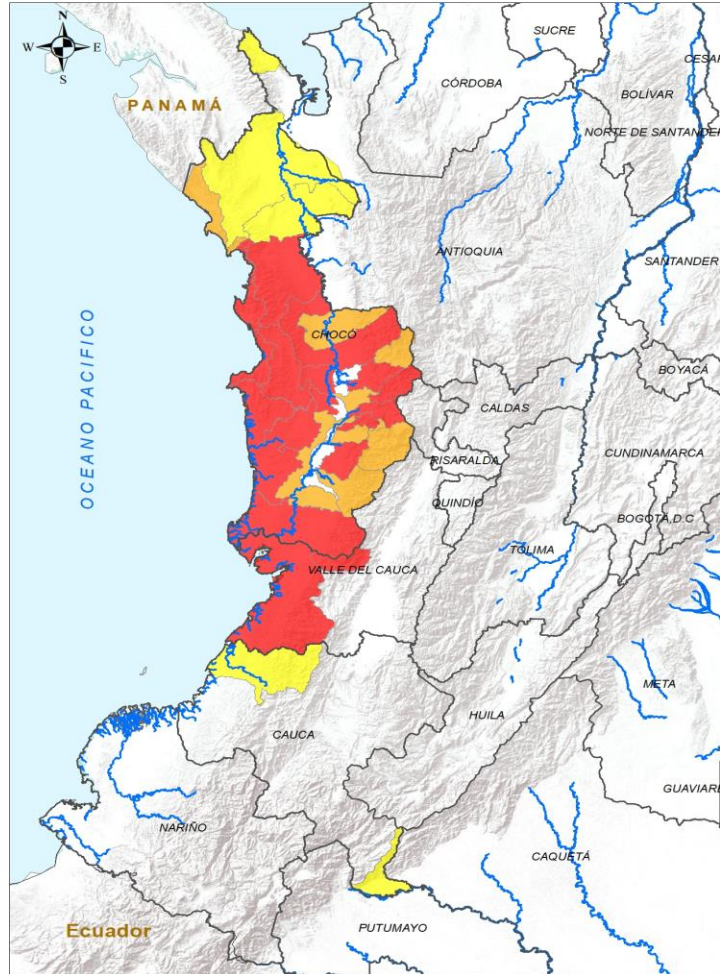 N
W E
S
SUCRE
CESAR
CÓRDOBA
BOLÍVAR
PANAMÁ
NORTE DE SANTANDER
ANTIOQUIA
SANTANDER
OCEANO PACIFICO
CHOCÓ
BOYACÁ
CALDAS
CUNDINAMARCA
RISARALDA
QUINDÍO
BOGOTÁ, D.C
TOLIMA
VALLE DEL CAUCA
META
HUILA
CAUCA
GUAVIARE
NARIÑO
CAQUETÁ
Ecuador
PUTUMAYO